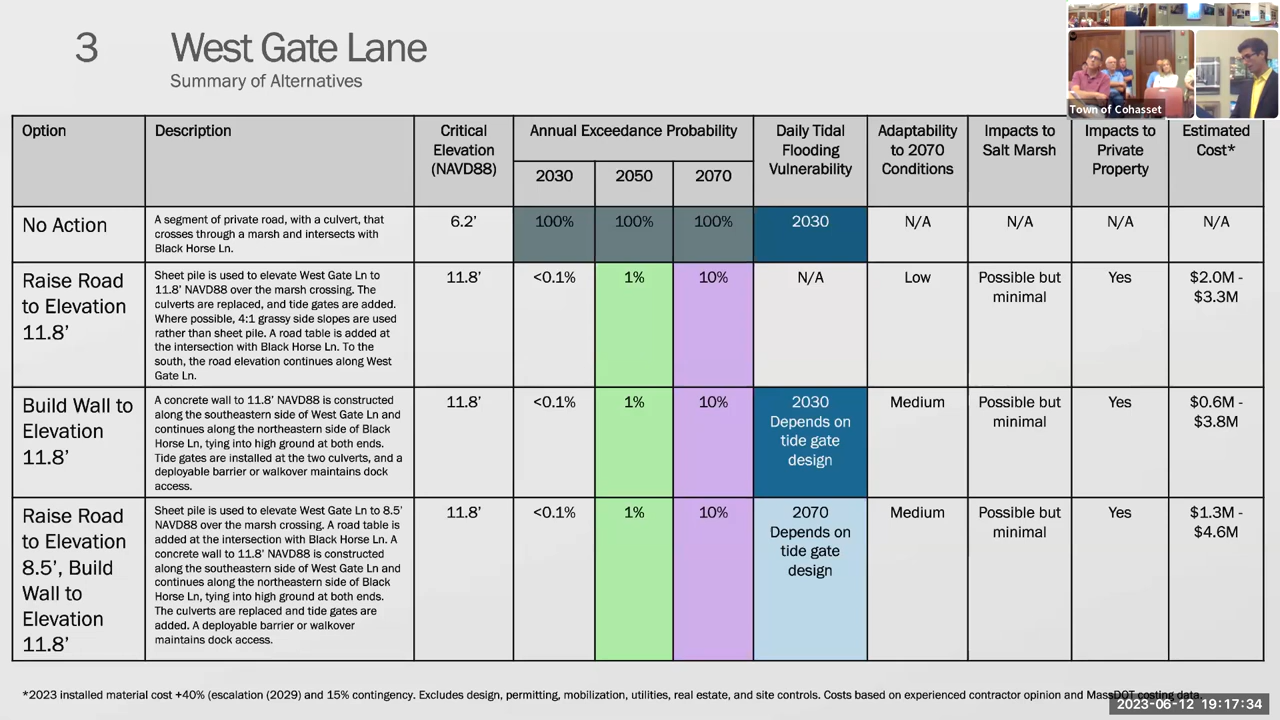 3 West Gate Lane
Summary of Alternatives
Town of Cohasset
Option
Description
Critical
Elevation
(NAVD88)
Annual Exceedance Probability
2030
2050
2070
Daily Tidal
Flooding
Vulnerability
Adaptability
to 2070
Conditions
Impacts to
Salt Marsh
Impacts to
Private
Property
Estimated
Cost*
No Action
A segment of private road, with a culvert, that
crosses through a marsh and intersects with
Black Horse Ln.
6.2'
100%
100%
100%
2030
N/A
N/A
N/A
N/A
Raise Road
to Elevation
11.8'
Sheet pile is used to elevate West Gate Ln to
11.8' NAVD88 over the marsh crossing. The
culverts are replaced, and tide gates are added.
Where possible, 4:1 grassy side slopes are used
rather than sheet pile. A road table is added at
the intersection with Black Horse Ln. To the
south, the road elevation continues along West
Gate Ln.
11.8'
<0.1%
1%
10%
N/A
Low
Possible but
minimal
Yes
$2.0M -
$3.3M
Build Wall to
Elevation
11.8'
A concrete wall to 11.8' NAVD88 is constructed
along the southeastern side of West Gate Ln and
continues along the northeastern side of Black
Horse Ln, tying into high ground at both ends.
Tide gates are installed at the two culverts, and a
deployable barrier or walkover maintains dock
access.
11.8'
<0.1%
1%
10%
2030
Depends on
tide gate
design
Medium
Possible but
minimal
Yes
$0.6M -
$3.8M
Raise Road
to Elevation
8.5', Build
Wall to
Elevation
11.8'
Sheet pile is used to elevate West Gate Ln to 8.5'
NAVD88 over the marsh crossing. A road table is
added at the intersection with Black Horse Ln. A
concrete wall to 11.8' NAVD88 is constructed
along the southeastern side of West Gate Ln and
continues along the northeastern side of Black
Horse Ln, tying into high ground at both ends.
The culverts are replaced and tide gates are
added. A deployable barrier or walkover
maintains dock access.
11.8'
<0.1%
1%
10%
2070
Depends on
tide gate
design
Medium
Possible but
minimal
Yes
$1.3M -
$4.6M
*2023 installed material cost +40% (escalation (2029) and 15% contingency. Excludes design, permitting, mobilization, utilities, real estate, and site controls. Costs based on experienced contractor opinion and MassDOT costing data.
2023-06-12 19:17:34